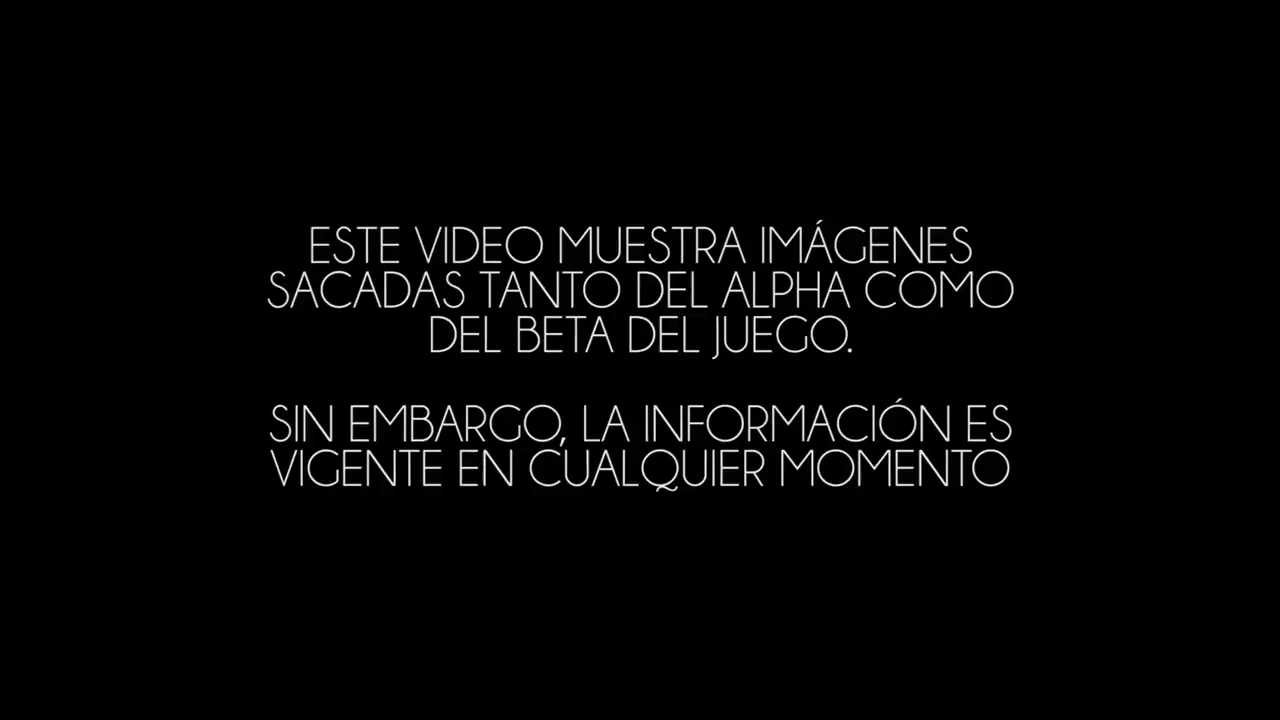 ESTE VIDEO MUESTRA IMÁGENES
SACADAS TANTO DEL ALPHA COMO
DEL BETA DEL JUEGO.
SIN EMBARGO, LA INFORMACIÓN ES
VIGENTE EN CUALQUIER MOMENTO